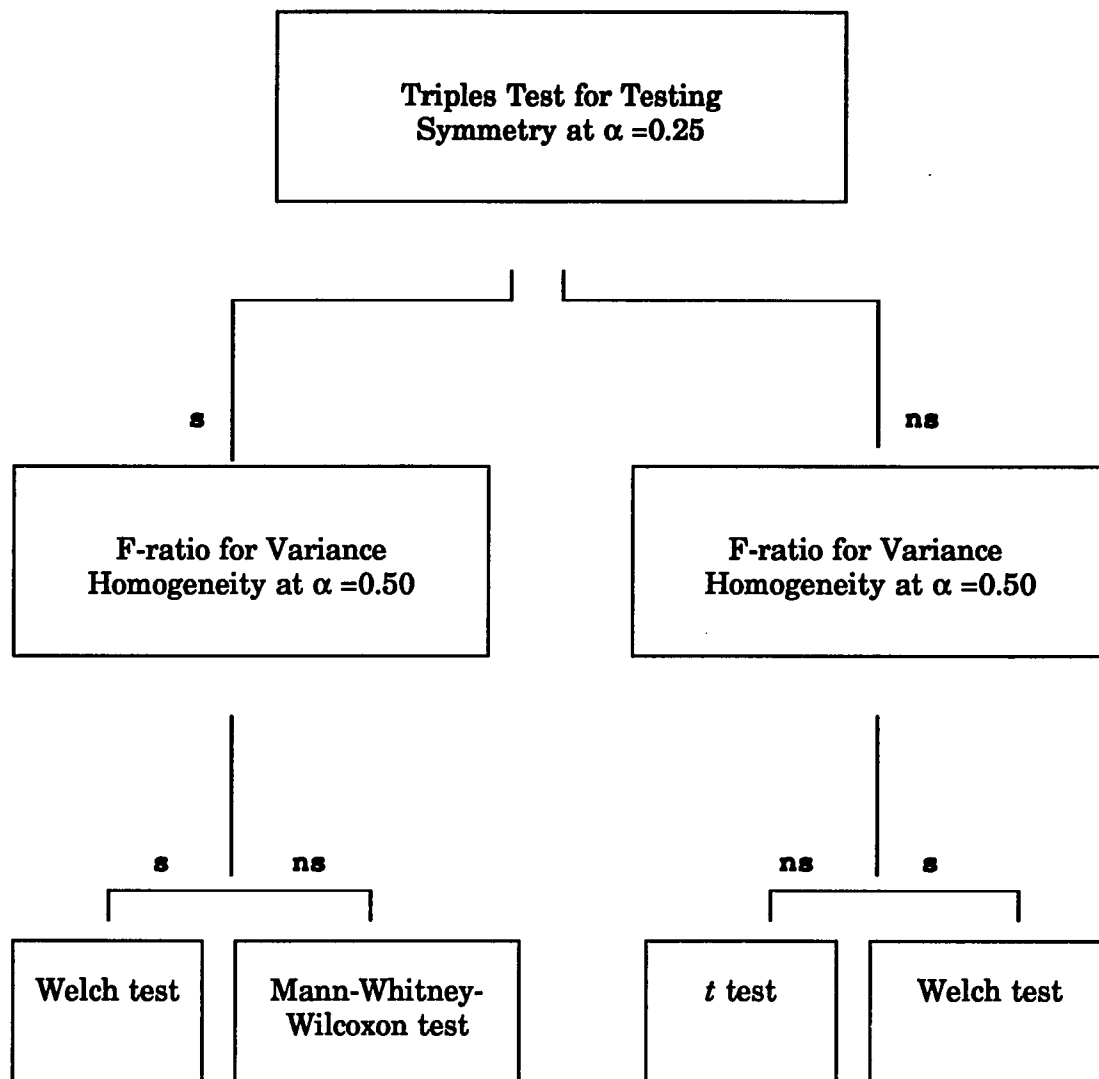 Triples Test for Testing
Symmetry at α =0.25
s
ns
F-ratio for Variance
Homogeneity at α =0.50
F-ratio for Variance
Homogeneity at α =0.50
s
ns
ns
s
Welch test
Mann-Whitney-
Wilcoxon test
t test
Welch test